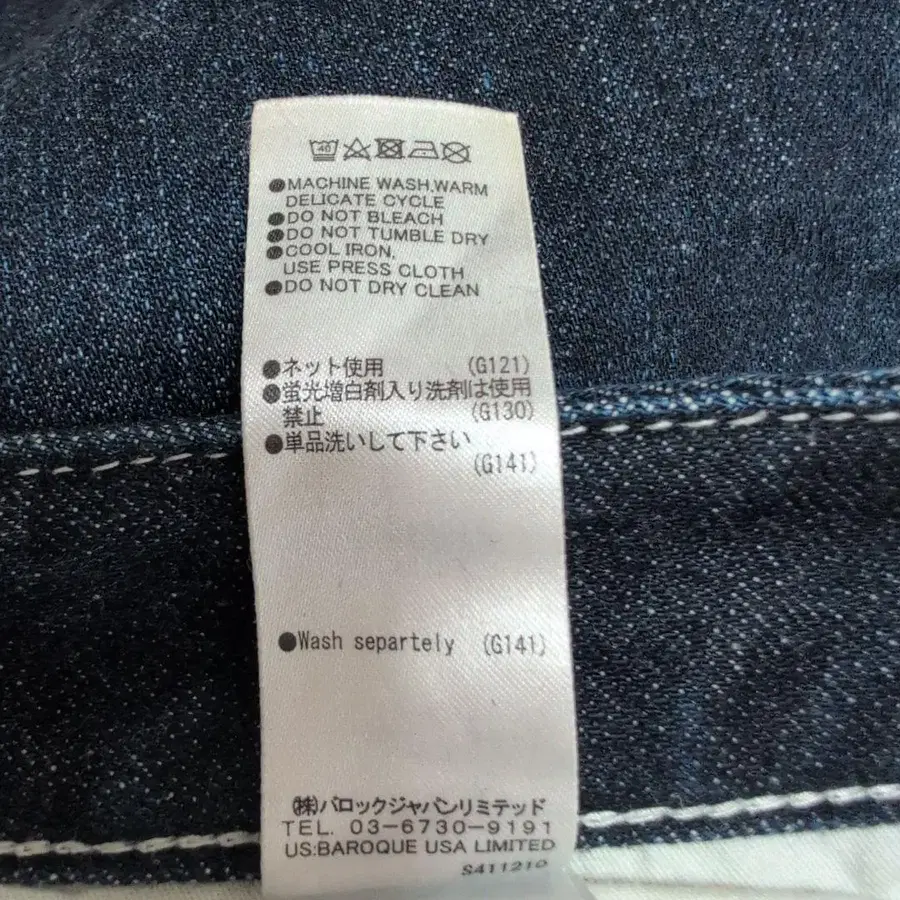 40
●MACHINE WASH,WARM
DELICATE CYCLE
●DO NOT BLEACH
●DO NOT TUMBLE DRY
●COOL IRON,
USE PRESS CLOTH
●DO NOT DRY CLEAN
●ネット使用 (G121)
●蛍光増白剤入り洗剤は使用
禁止 (G130)
●単品洗いして下さい
(G141)
●Wash separtely (G141)
㈱バロックジャパンリミテッド
TEL. 03-6730-9191
US:BAROQUE USA LIMITED
S411210